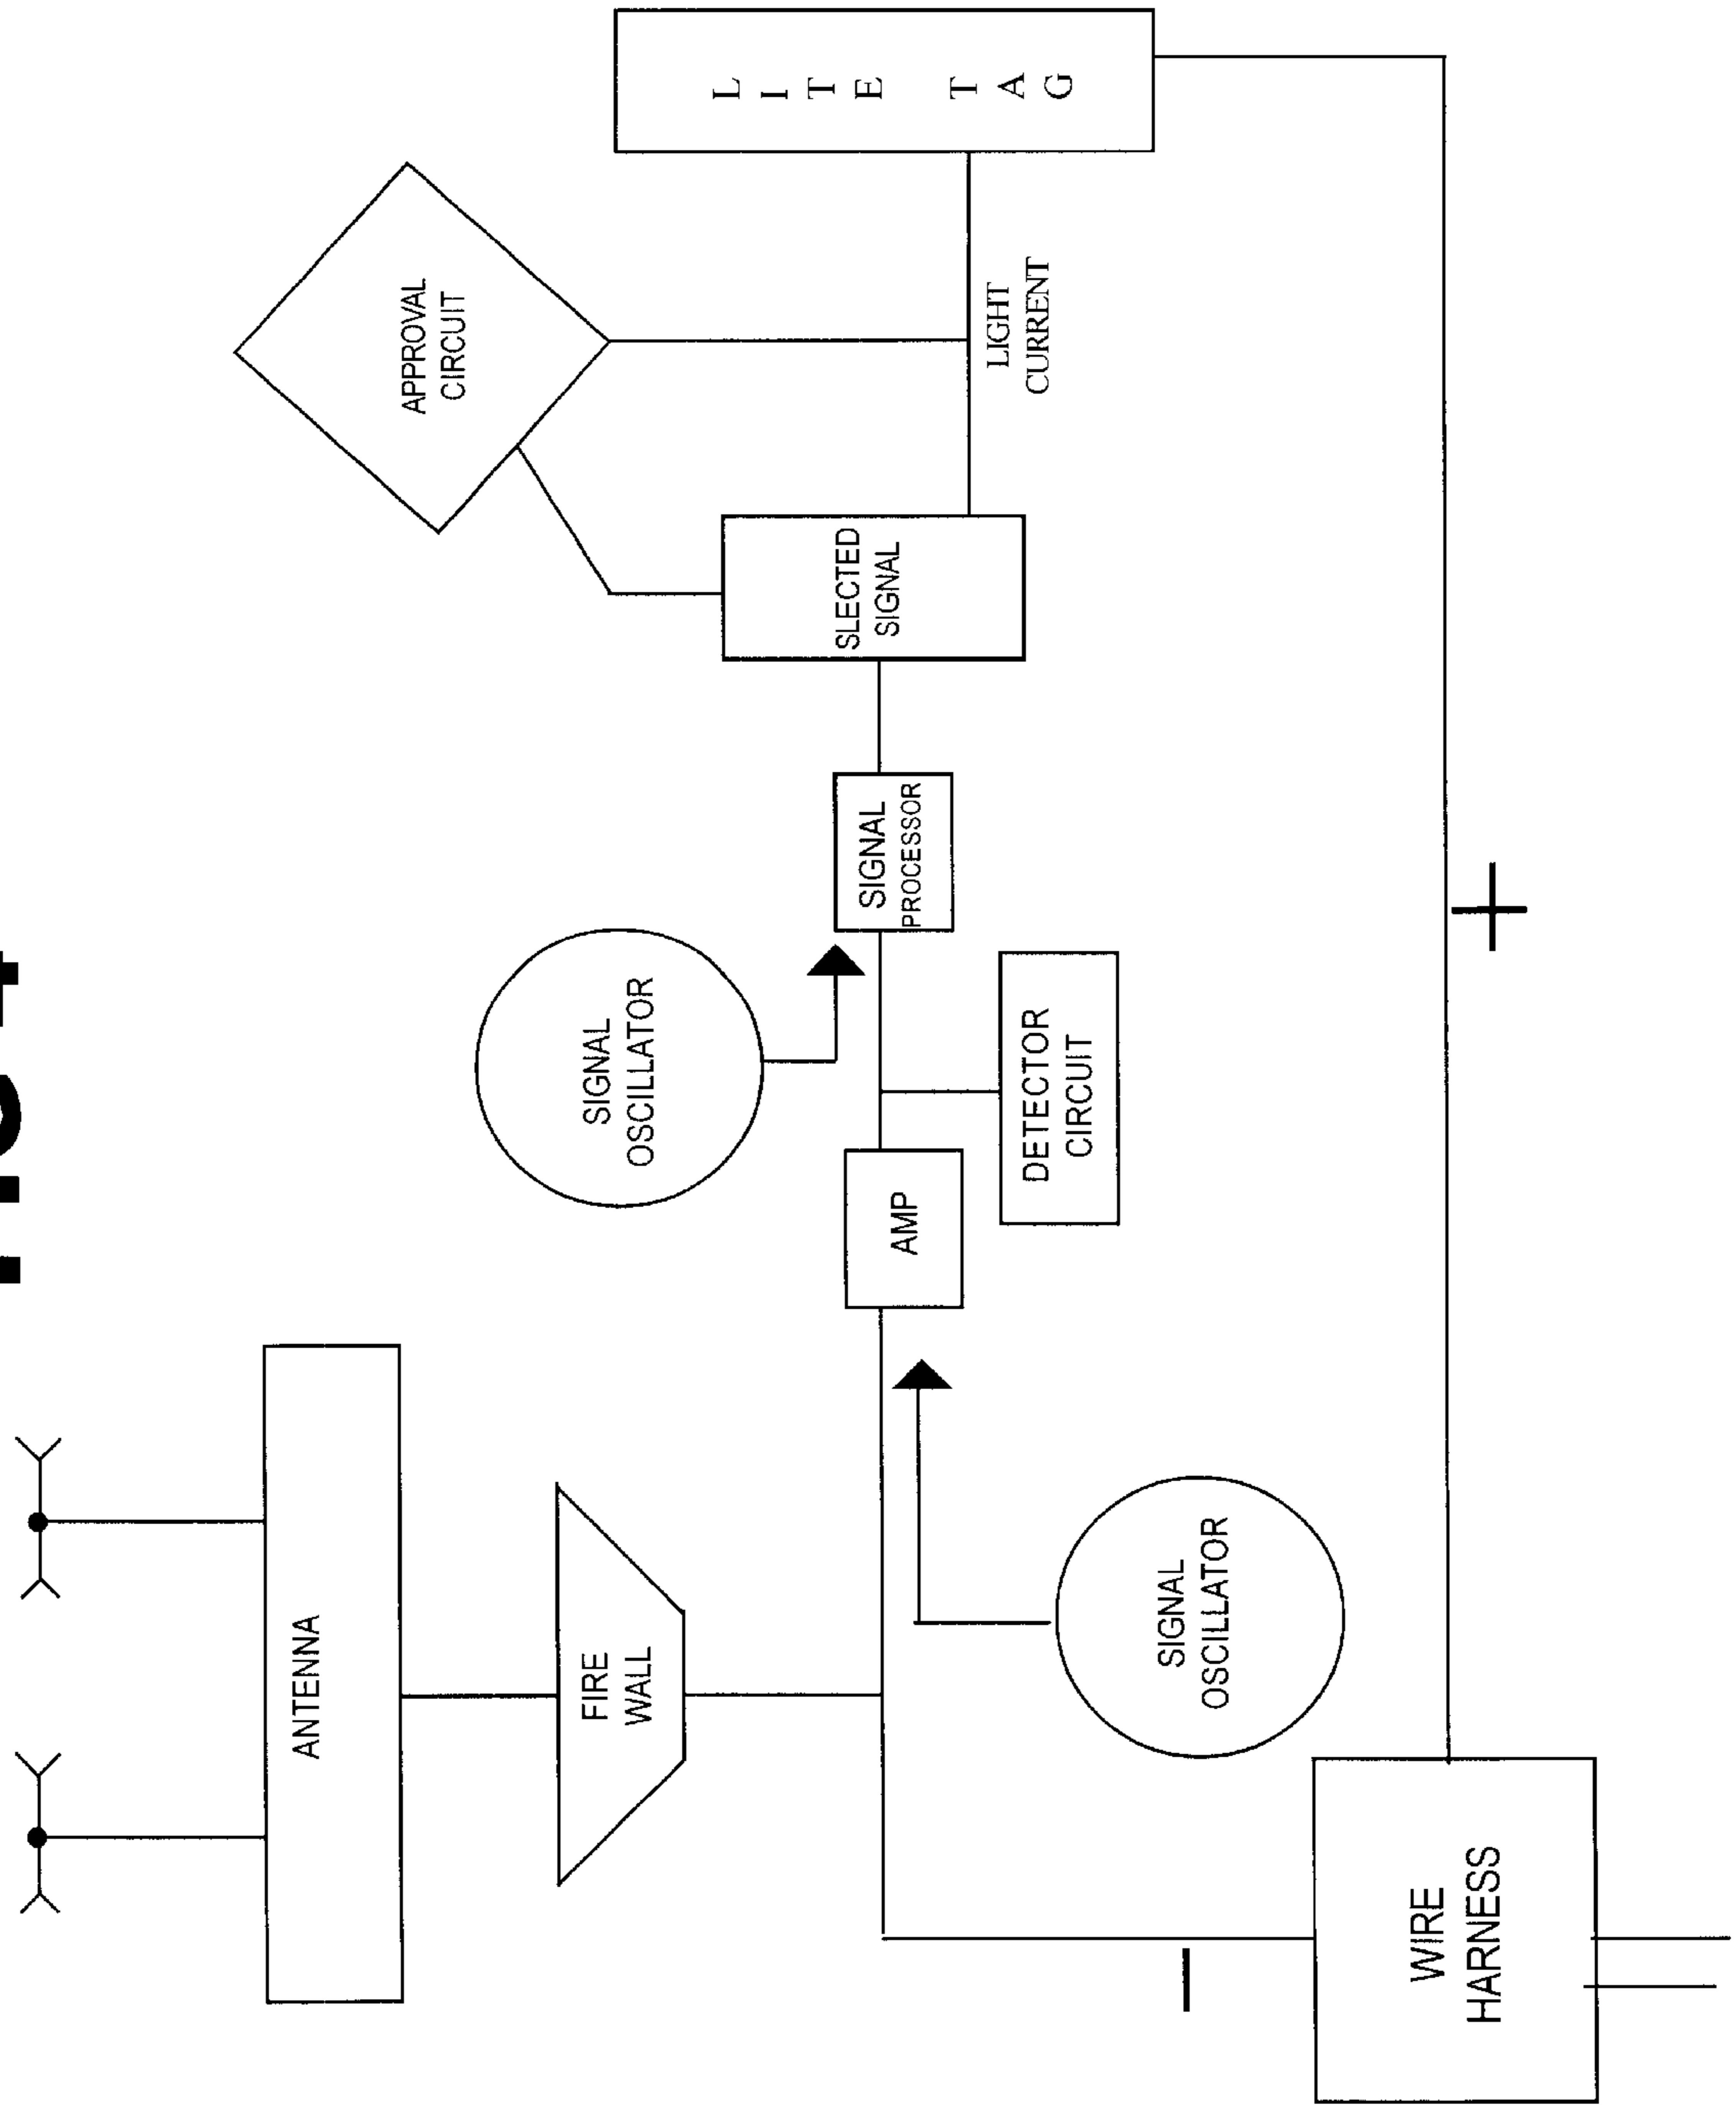 ANTENNA
FIRE
WALL
WIRE
HARNESS
SIGNAL
OSCILLATOR
AMP
DETECTOR
CIRCUIT
SIGNAL
OSCILLATOR
SIGNAL
PROCESSOR
SLECTED
SIGNAL
APPROVAL
CIRCUIT
LIGHT
CURRENT
LITE TAG
+
–